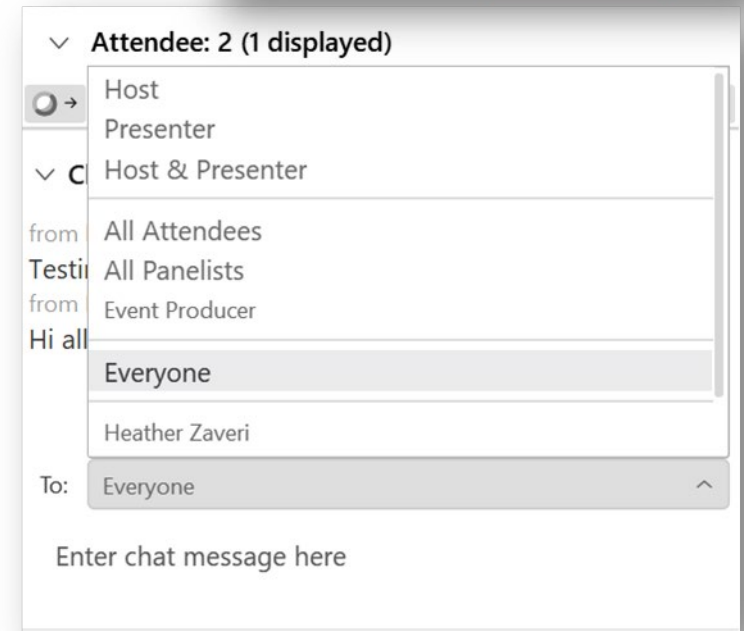 Attendee: 2 (1 displayed)
Host
Presenter
Host & Presenter
from
All Attendees
All Panelists
from
Event Producer
Hi all
Everyone
Heather Zaveri
To: Everyone
Enter chat message here